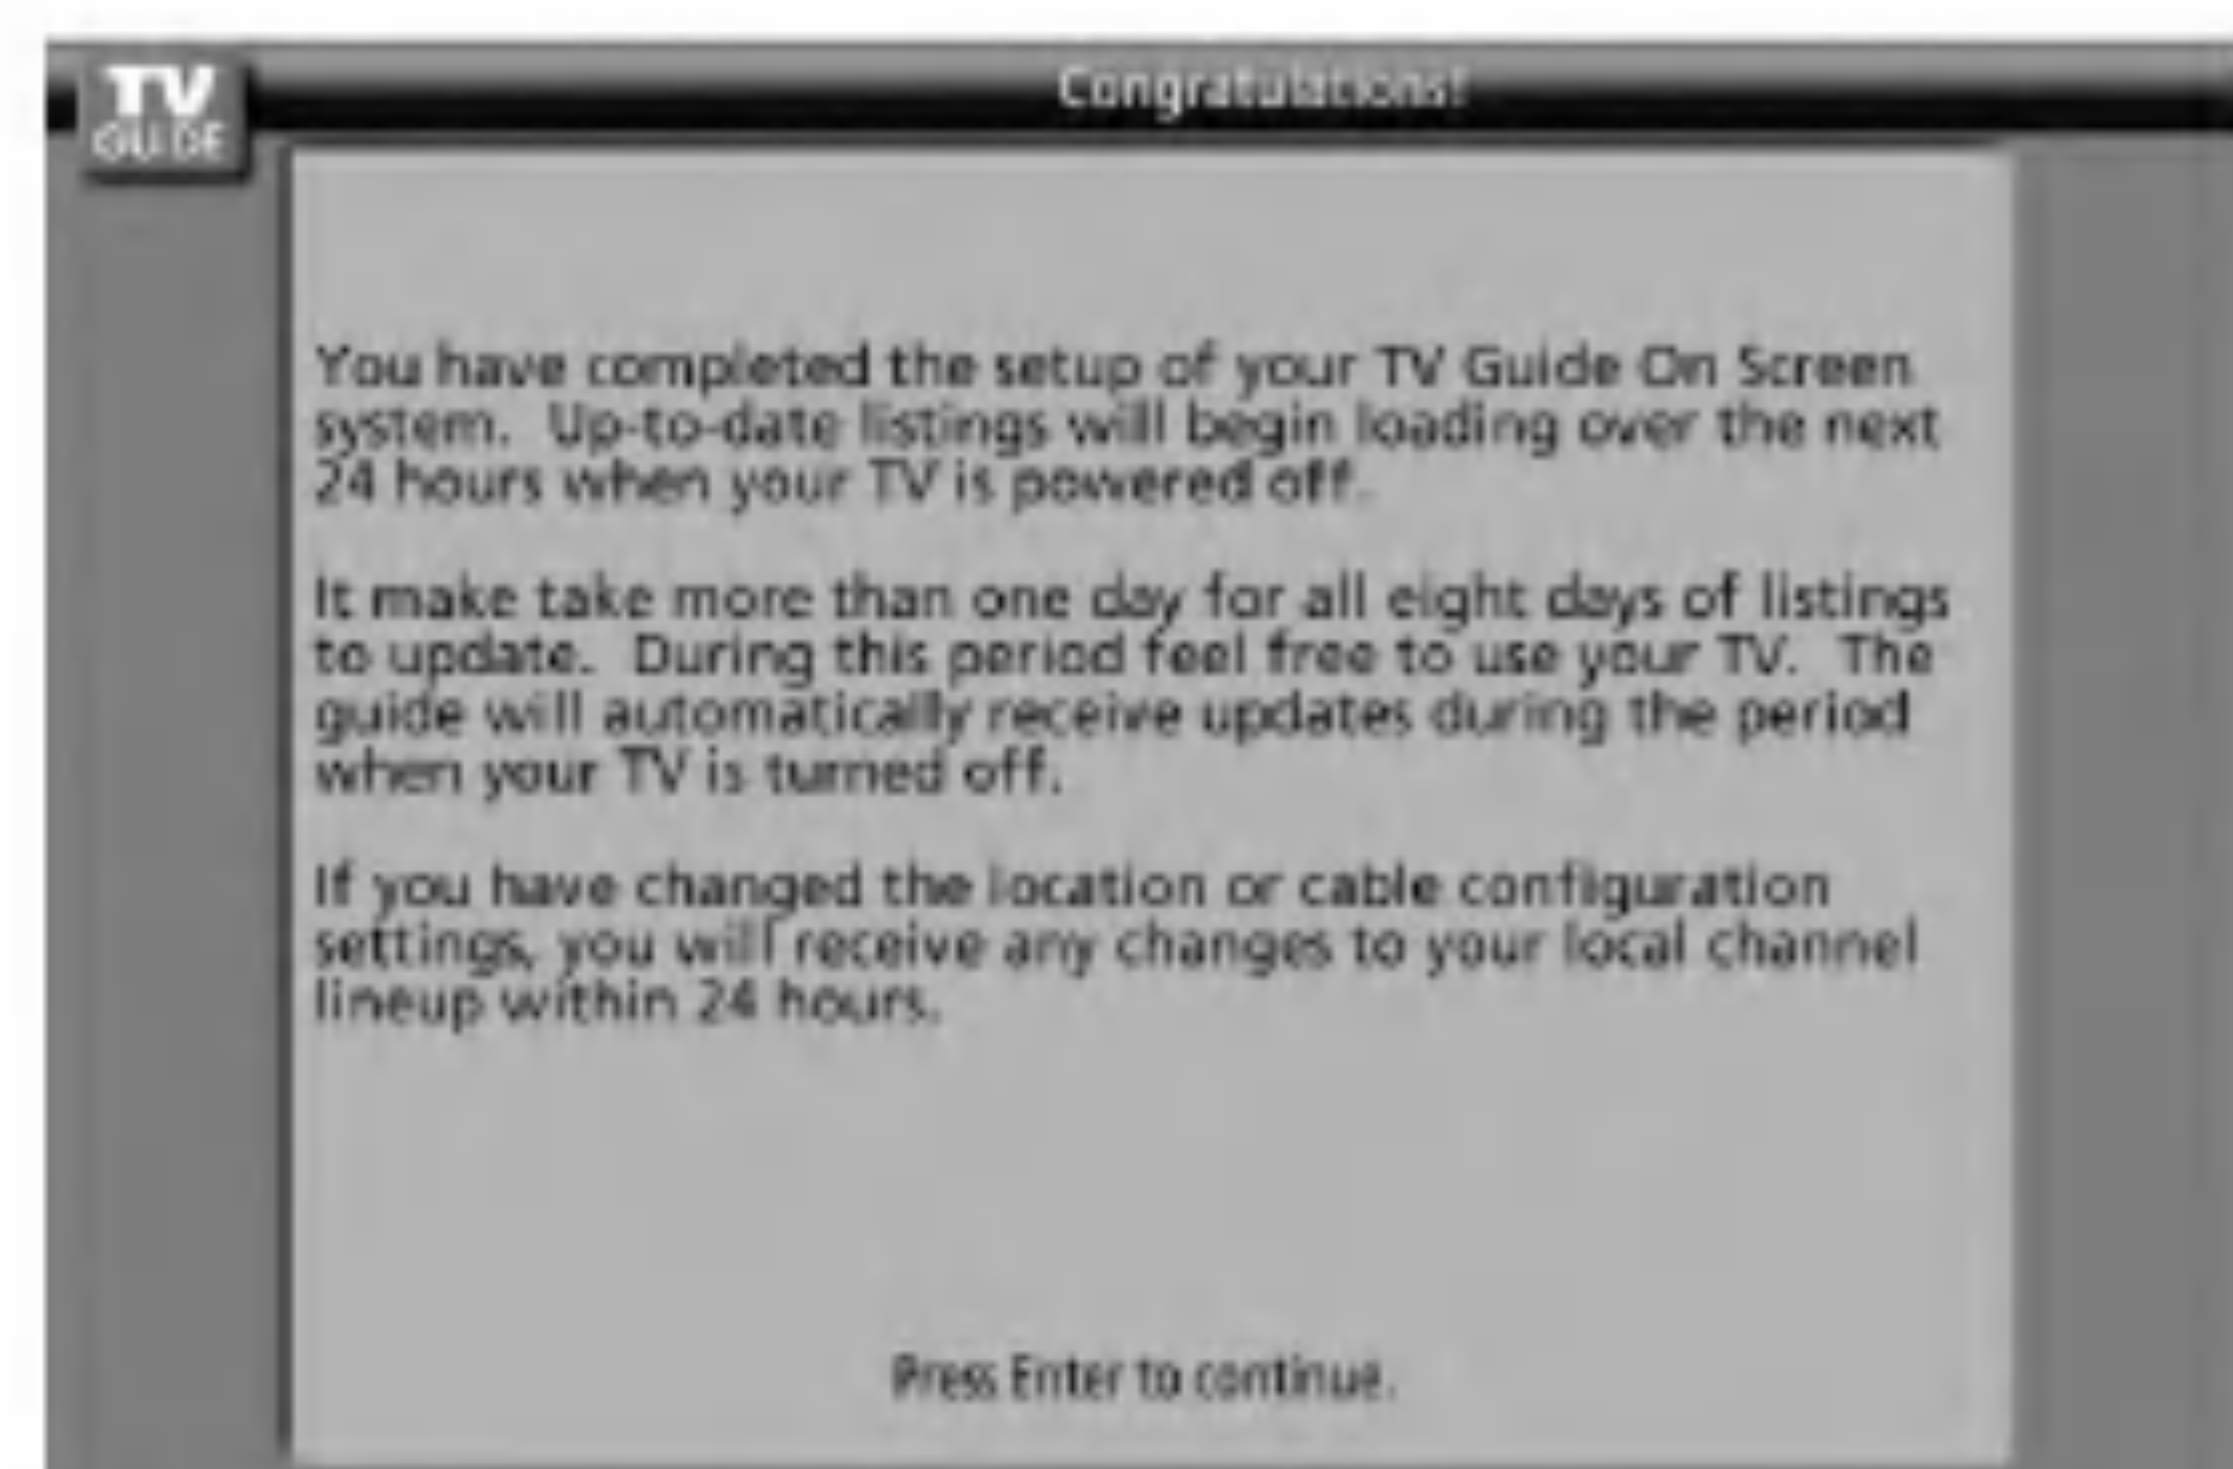 TV
GUIDE
Congratulations!
You have completed the setup of your TV Guide On Screen
system.  Up-to-date listings will begin loading over the next
24 hours when your TV is powered off.
It make take more than one day for all eight days of listings
to update.  During this period feel free to use your TV.  The
guide will automatically receive updates during the period
when your TV is turned off.
If you have changed the location or cable configuration
settings, you will receive any changes to your local channel
lineup within 24 hours.
Press Enter to continue.